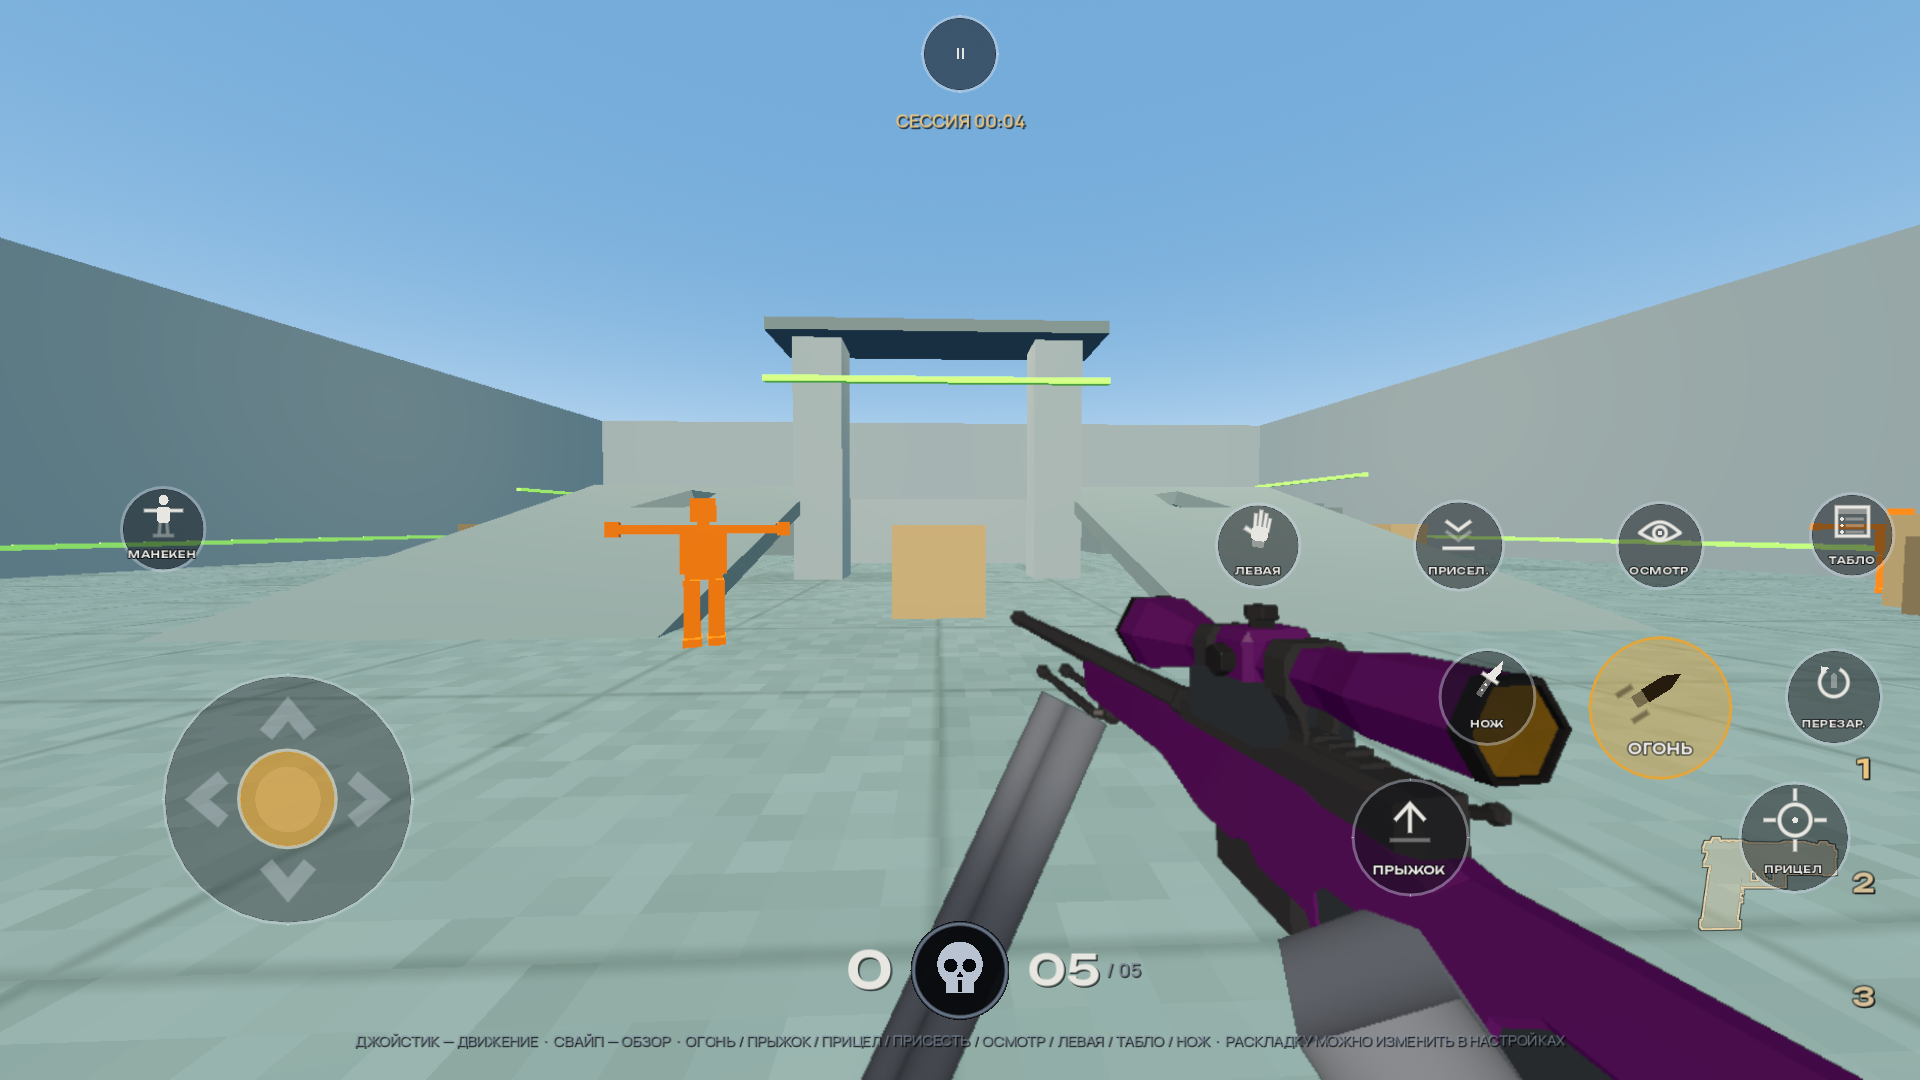 СЕССИЯ 00:04
МАНЕКЕН
ЛЕВАЯ
ПРИСЕЛ.
ОСМОТР
ТАБЛО
НОЖ
ОГОНЬ
ПЕРЕЗАР.
1
ПРЫЖОК
ПРИЦЕЛ
2
0 05 / 05
3
ДЖОЙСТИК — ДВИЖЕНИЕ · СВАЙП — ОБЗОР · ОГОНЬ / ПРЫЖОК / ПРИЦЕЛ / ПРИСЕСТЬ / ОСМОТР / ЛЕВАЯ / ТАБЛО / НОЖ · РАСКЛАДКУ МОЖНО ИЗМЕНИТЬ В НАСТРОЙКАХ